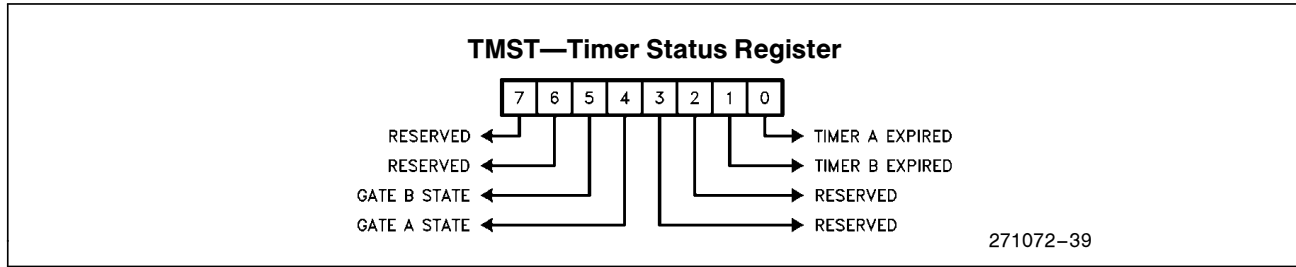 TMST—Timer Status Register
7 6 5 4 3 2 1 0
RESERVED TIMER A EXPIRED
RESERVED TIMER B EXPIRED
GATE B STATE RESERVED
GATE A STATE RESERVED
271072–39